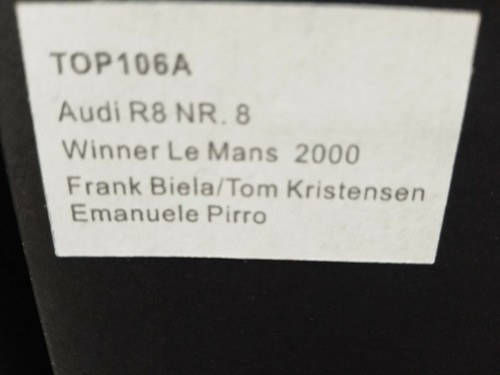 TOP106A
Audi R8 NR. 8
Winner Le Mans 2000
Frank Biela/Tom Kristensen
Emanuele Pirro